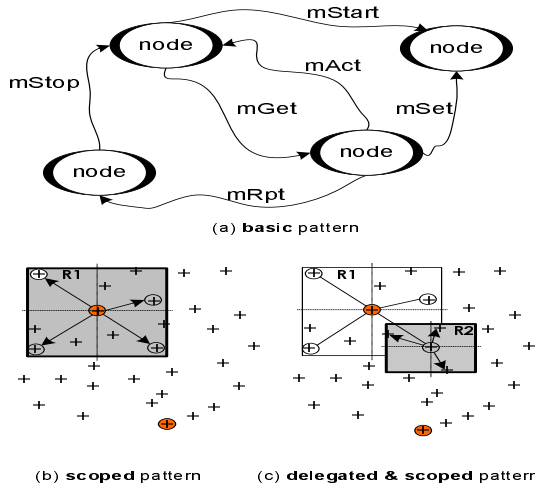 mStart
node
node
mStop
mAct
mGet
mSet
node
node
mRpt
(a) basic pattern
R1
R1
R2
(b) scoped pattern
(c) delegated & scoped pattern